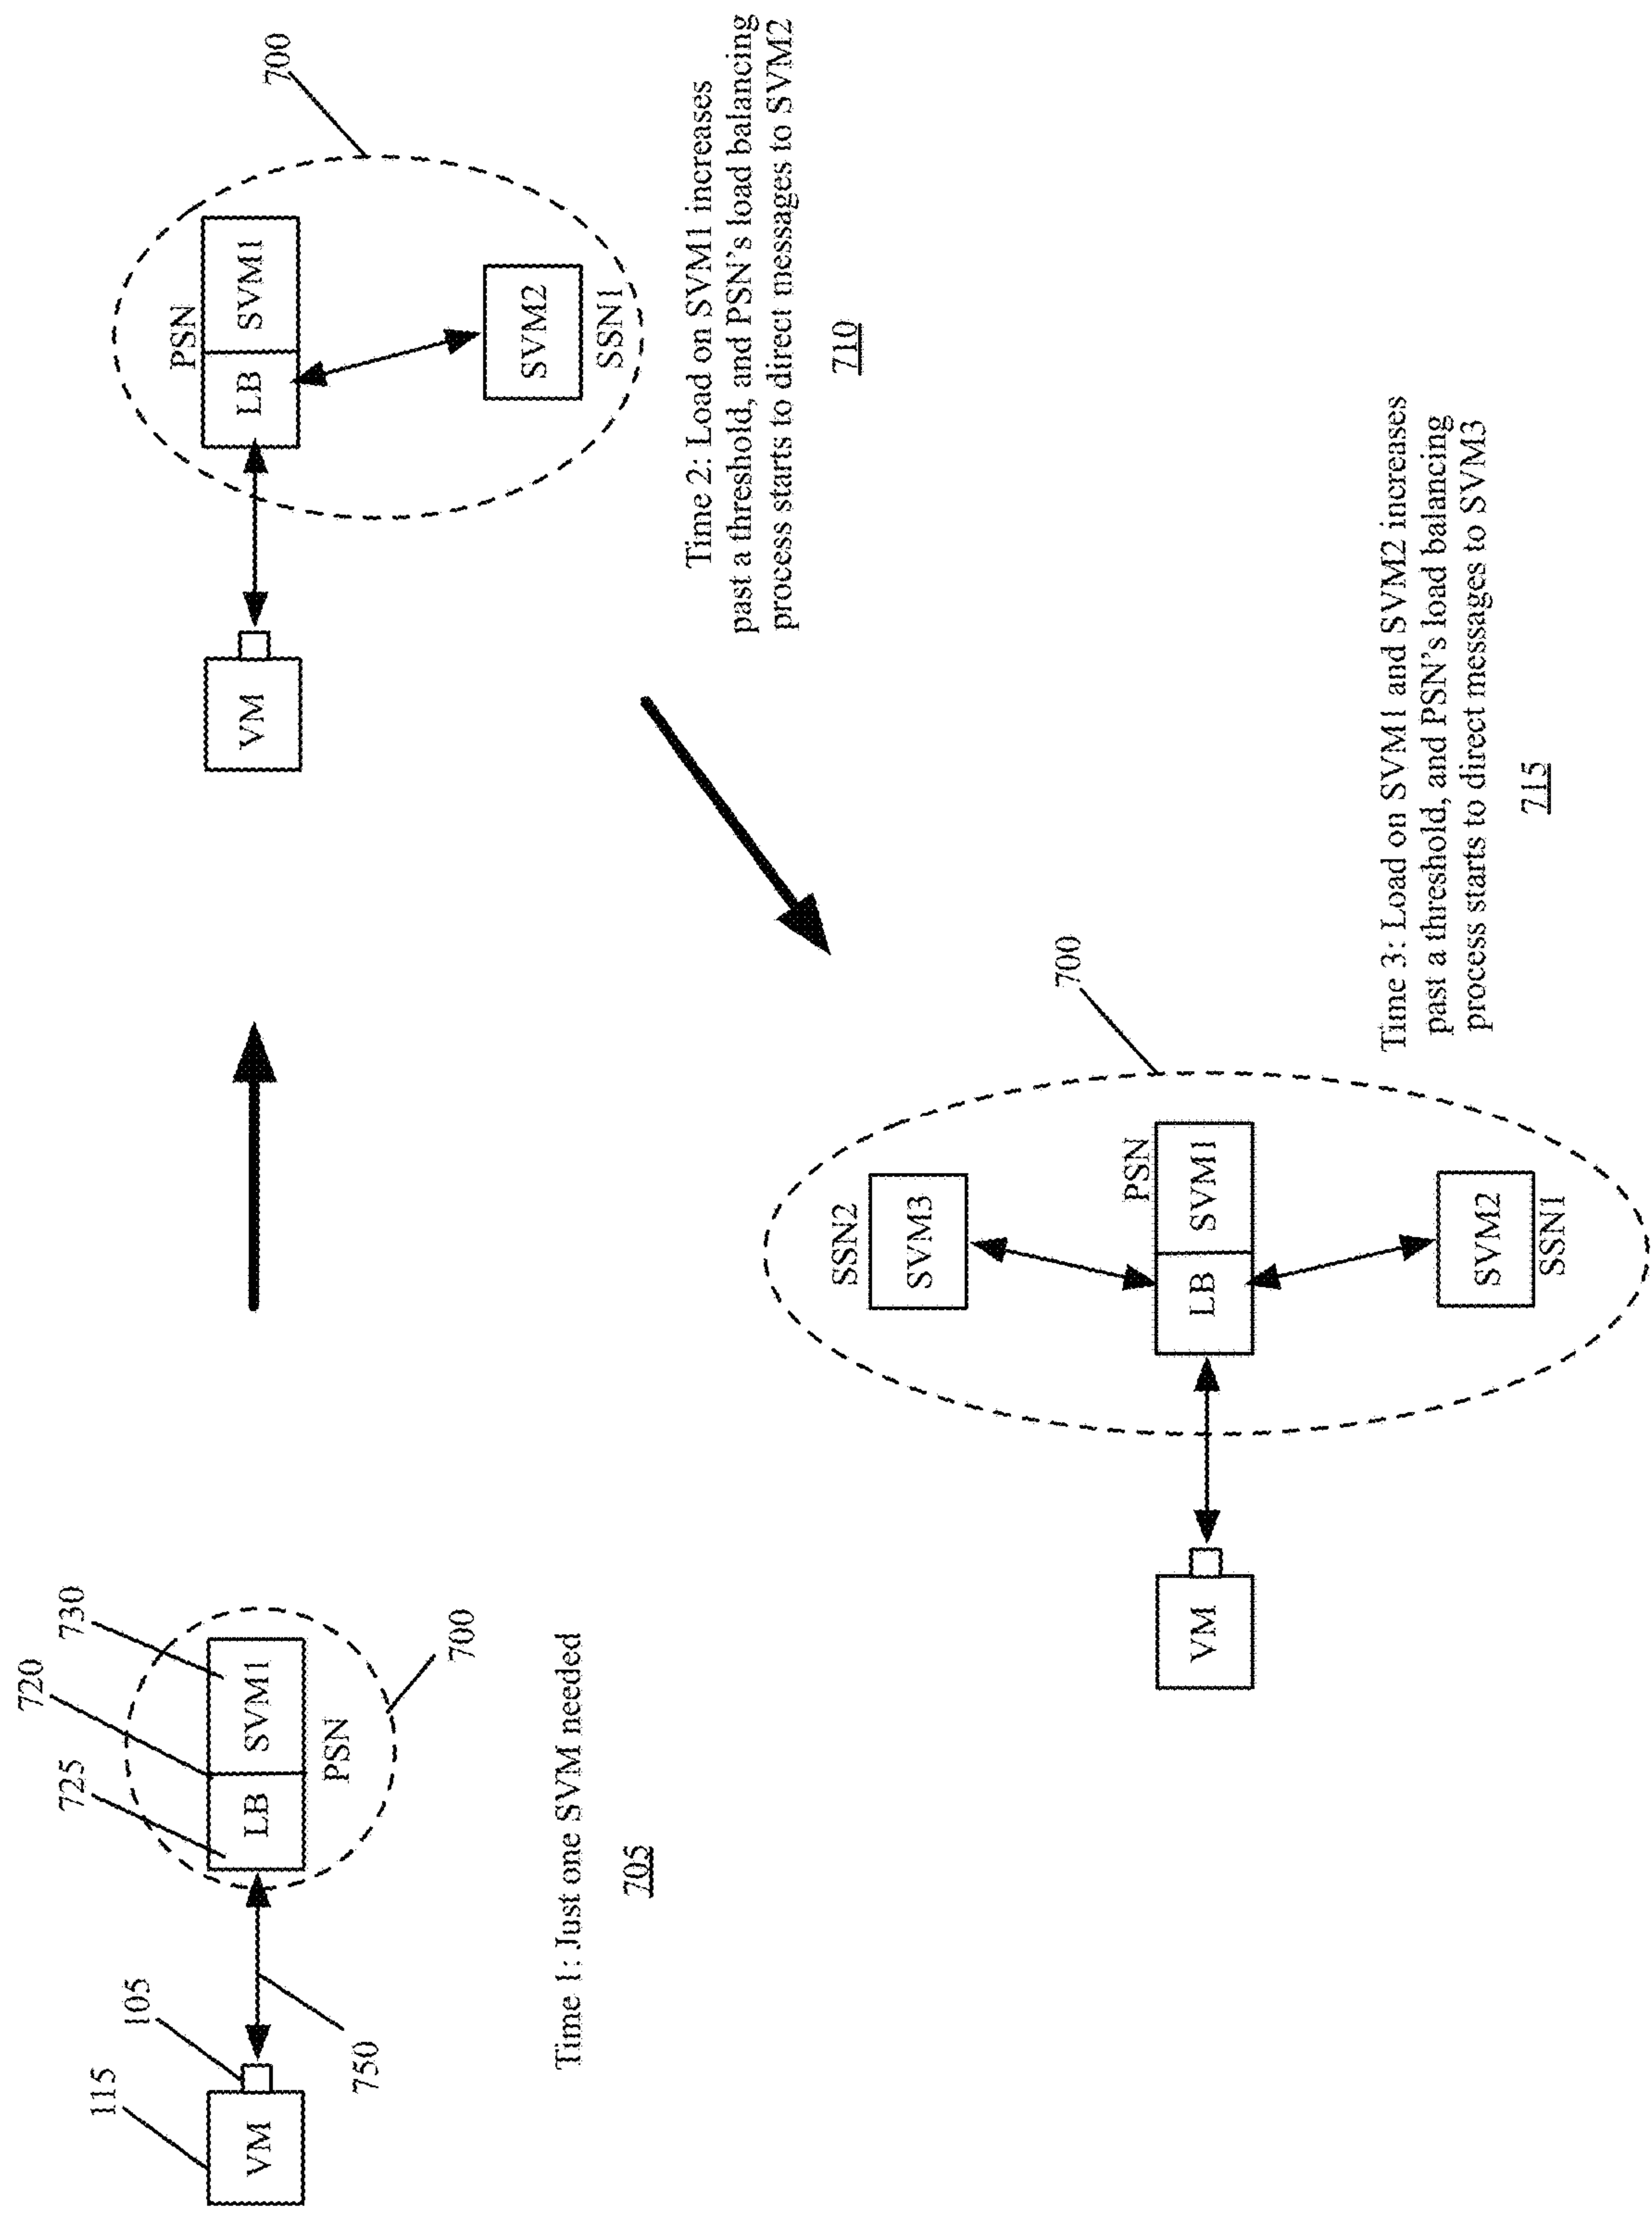 115
VM
105
750
725
720
730
LB
SVM1
PSN
700
Time 1: Just one SVM needed
705
VM
PSN
LB
SVM1
700
SVM2
SSN1
Time 2: Load on SVM1 increases
past a threshold, and PSN's load balancing
process starts to direct messages to SVM2
710
VM
SSN2
SVM3
PSN
LB
SVM1
SVM2
SSN1
700
Time 3: Load on SVM1 and SVM2 increases
past a threshold, and PSN's load balancing
process starts to direct messages to SVM3
715